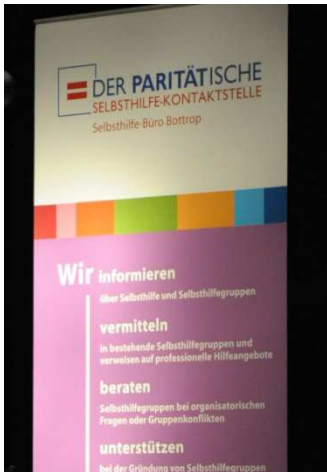 DER PARITÄTISCHE
SELBSTHILFE-KONTAKTSTELLE
Selbsthilfe-Büro Bottrop
Wir informieren
über Selbsthilfe und Selbsthilfegruppen
vermitteln
in bestehende Selbsthilfegruppen und
verweisen auf professionelle Hilfeangebote
beraten
Selbsthilfegruppen bei organisatorischen
Fragen oder Gruppenkonflikten
unterstützen
bei der Gründung von Selbsthilfegruppen